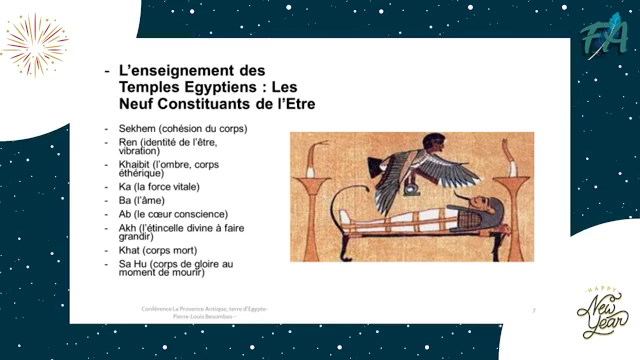 FA
- L’enseignement des
Temples Egyptiens : Les
Neuf Constituants de l’Etre
- Sekhem (cohésion du corps)
- Ren (identité de l’être,
vibration)
- Khaibit (l’ombre, corps
éthérique)
- Ka (la force vitale)
- Ba (l’âme)
- Ab (le cœur conscience)
- Akh (l’étincelle divine à faire
grandir)
- Khat (corps mort)
- Sa Hu (corps de gloire au
moment de mourir)
Conférence La Provence Antique, terre d’Egypte-
Pierre-Louis Besombes –
7
HAPPY
New
Year